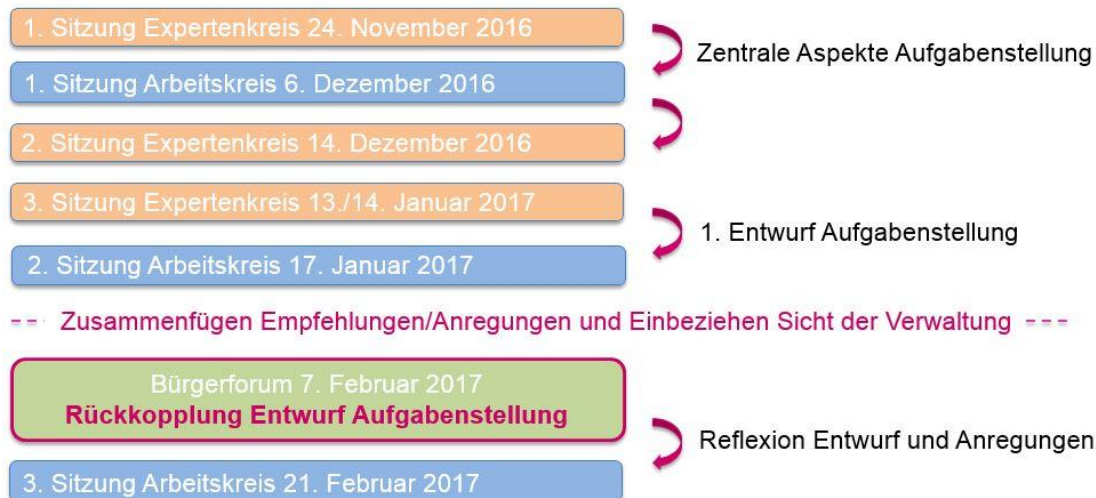 1. Sitzung Expertenkreis 24. November 2016
Zentrale Aspekte Aufgabenstellung
1. Sitzung Arbeitskreis 6. Dezember 2016
2. Sitzung Expertenkreis 14. Dezember 2016
3. Sitzung Expertenkreis 13./14. Januar 2017
1. Entwurf Aufgabenstellung
2. Sitzung Arbeitskreis 17. Januar 2017
Zusammenfügen Empfehlungen/Anregungen und Einbeziehen Sicht der Verwaltung
Bürgerforum 7. Februar 2017
Rückkopplung Entwurf Aufgabenstellung
Reflexion Entwurf und Anregungen
3. Sitzung Arbeitskreis 21. Februar 2017